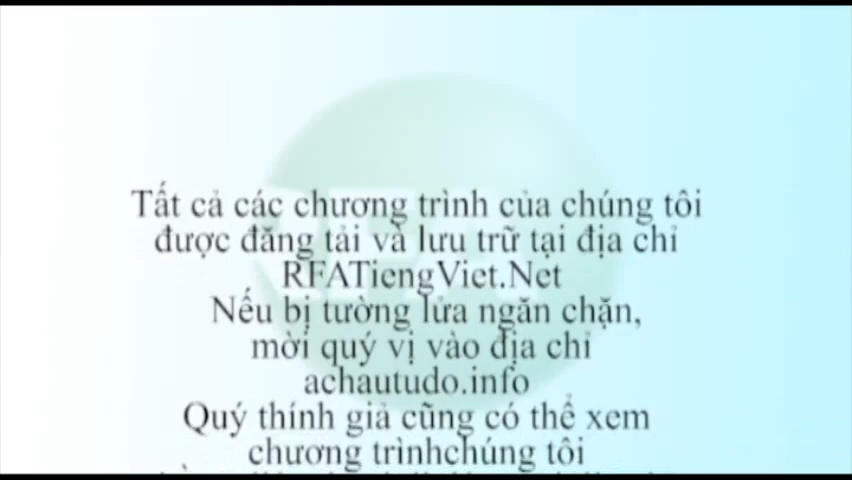 Tất cả các chương trình của chúng tôi
được đăng tải và lưu trữ tại địa chỉ
RFATiengViet.Net
Nếu bị tường lửa ngăn chặn,
mời quý vị vào địa chỉ
achautudo.info
Quý thính giả cũng có thể xem
chương trìnhchúng tôi